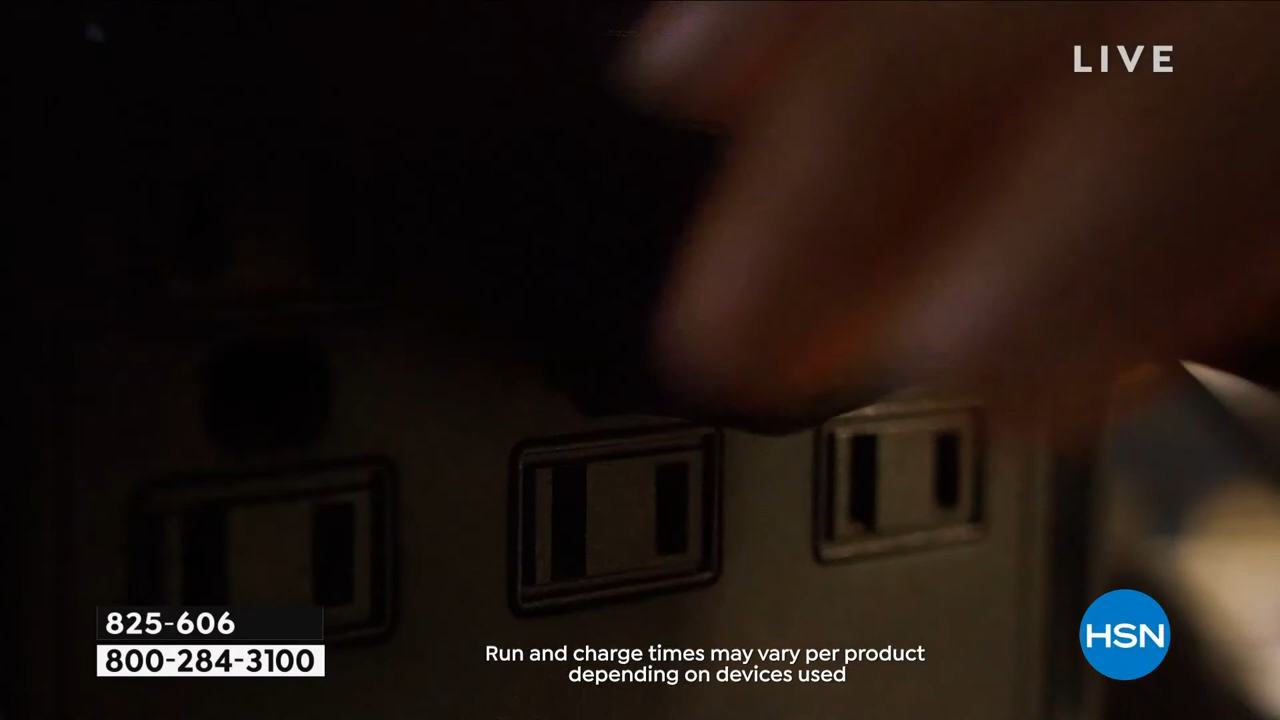 LIVE
825-606
800-284-3100
Run and charge times may vary per product
depending on devices used
HSN